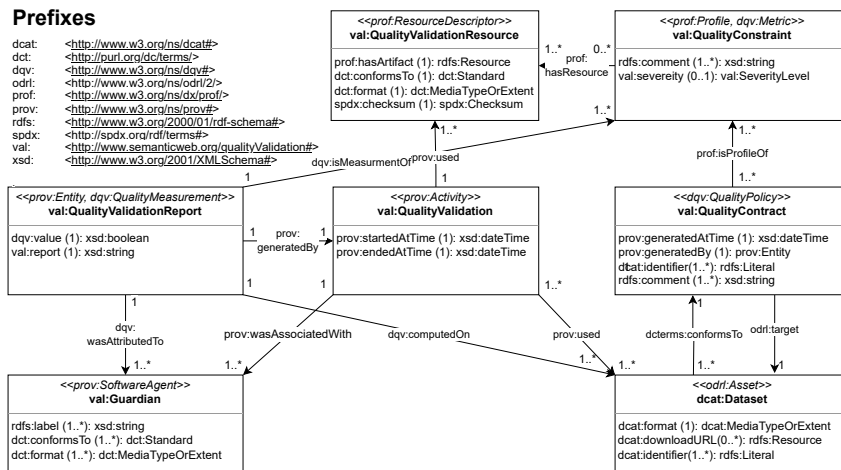 Prefixes
dcat: <http://www.w3.org/ns/dcat#>
dct: <http://purl.org/dc/terms/>
dqv: <http://www.w3.org/ns/dqv#>
odrl: <http://www.w3.org/ns/odrl/2/>
prof: <http://www.w3.org/ns/dx/prof/>
prov: <http://www.w3.org/ns/prov#>
rdfs: <http://www.w3.org/2000/01/rdf-schema#>
spdx: <http://spdx.org/rdf/terms#>
val: <http://www.semanticweb.org/qualityValidation#>
xsd: <http://www.w3.org/2001/XMLSchema#>
<<prof:ResourceDescriptor>>
val:QualityValidationResource
prof:hasArtifact (1): rdfs:Resource
dct:conformsTo (1): dct:Standard
dct:format (1): dct:MediaTypeOrExtent
spdx:checksum (1): spdx:Checksum
1..*
0..*
prof:
hasResource
<<prof:Profile, dqv:Metric>>
val:QualityConstraint
rdfs:comment (1..*): xsd:string
val:severity (0..1): val:SeverityLevel
1..*
1..*
1..*
dqv:isMeasurmentOf
prov:used
prof:isProfileOf
1
1
1
<<prov:Entity, dqv:QualityMeasurement>>
val:QualityValidationReport
dqv:value (1): xsd:boolean
val:report (1): xsd:string
1
prov:
generatedBy
1
<<prov:Activity>>
val:QualityValidation
prov:startedAtTime (1): xsd:dateTime
prov:endedAtTime (1): xsd:dateTime
<<dqv:QualityPolicy>>
val:QualityContract
prov:generatedAtTime (1): xsd:dateTime
prov:generatedBy (1): prov:Entity
dcat:identifier(1..*): rdfs:Literal
rdfs:comment (1..*): xsd:string
1
1
1
1..*
1
dqv:
wasAttributedTo
prov:wasAssociatedWith
dqv:computedOn
prov:used
dcterms:conformsTo
odrl:target
1..*
1..*
1..*
1..*
1..*
1
<<prov:SoftwareAgent>>
val:Guardian
rdfs:label (1..*): xsd:string
dct:conformsTo (1..*): dct:Standard
dct:format (1..*): dct:MediaTypeOrExtent
<<odrl:Asset>>
dcat:Dataset
dcat:format (1): dcat:MediaTypeOrExtent
dcat:downloadURL(0..*): rdfs:Resource
dcat:identifier(1..*): rdfs:Literal